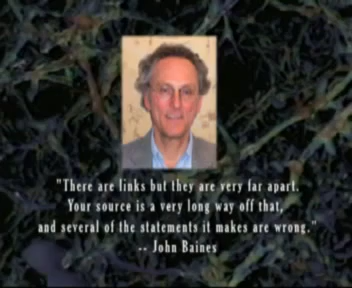 "There are links but they are very far apart.
Your source is a very long way off that,
and several of the statements it makes are wrong."
-- John Baines